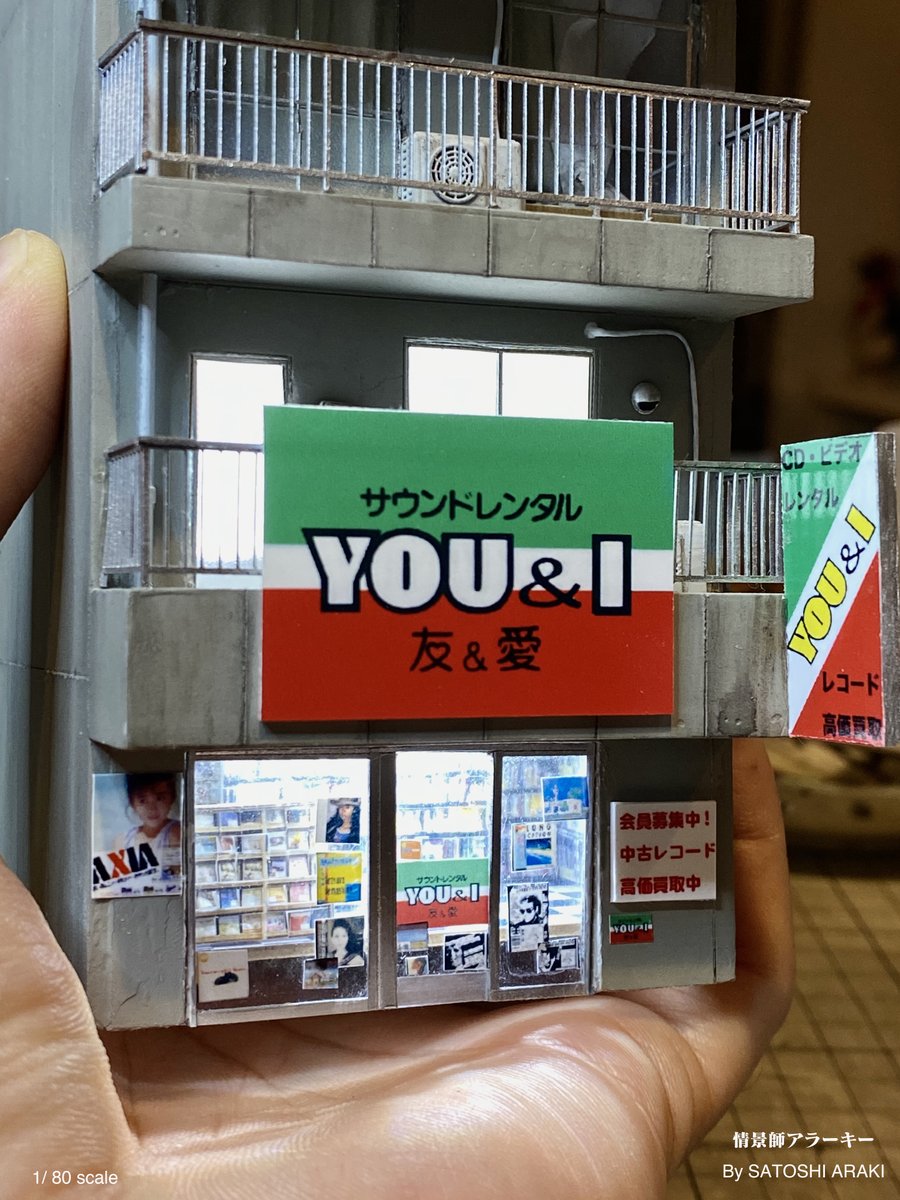 サウンドレンタル
YOU&I
友&愛
CD・ビデオ
レンタル
YOU&I
レコード
高価買取
AXIA
サウンドレンタル
YOU&I
友&愛
会員募集中!
中古レコード
高価買取中
YOU&I
1/80 scale
情景師アラーキー
By SATOSHI ARAKI